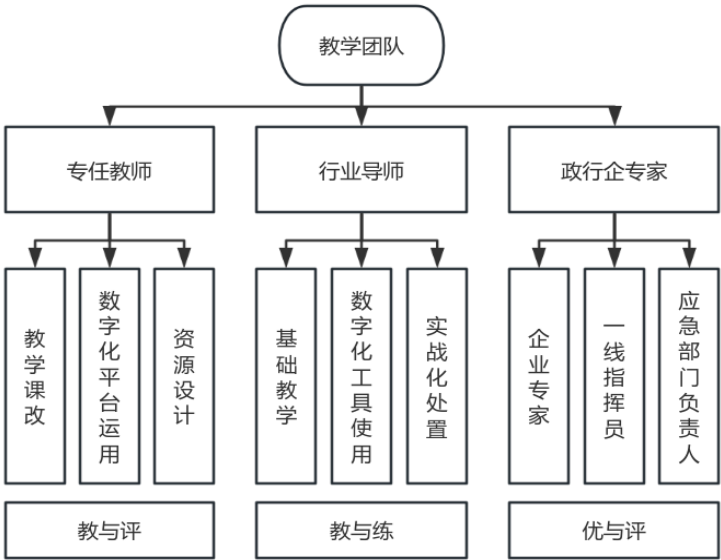 教学团队
专任教师
行业导师
政行企专家
教学课改
数字化平台运用
资源设计
基础教学
数字化工具使用
实战化处置
企业专家
一线指挥员
应急部门负责人
教与评
教与练
优与评